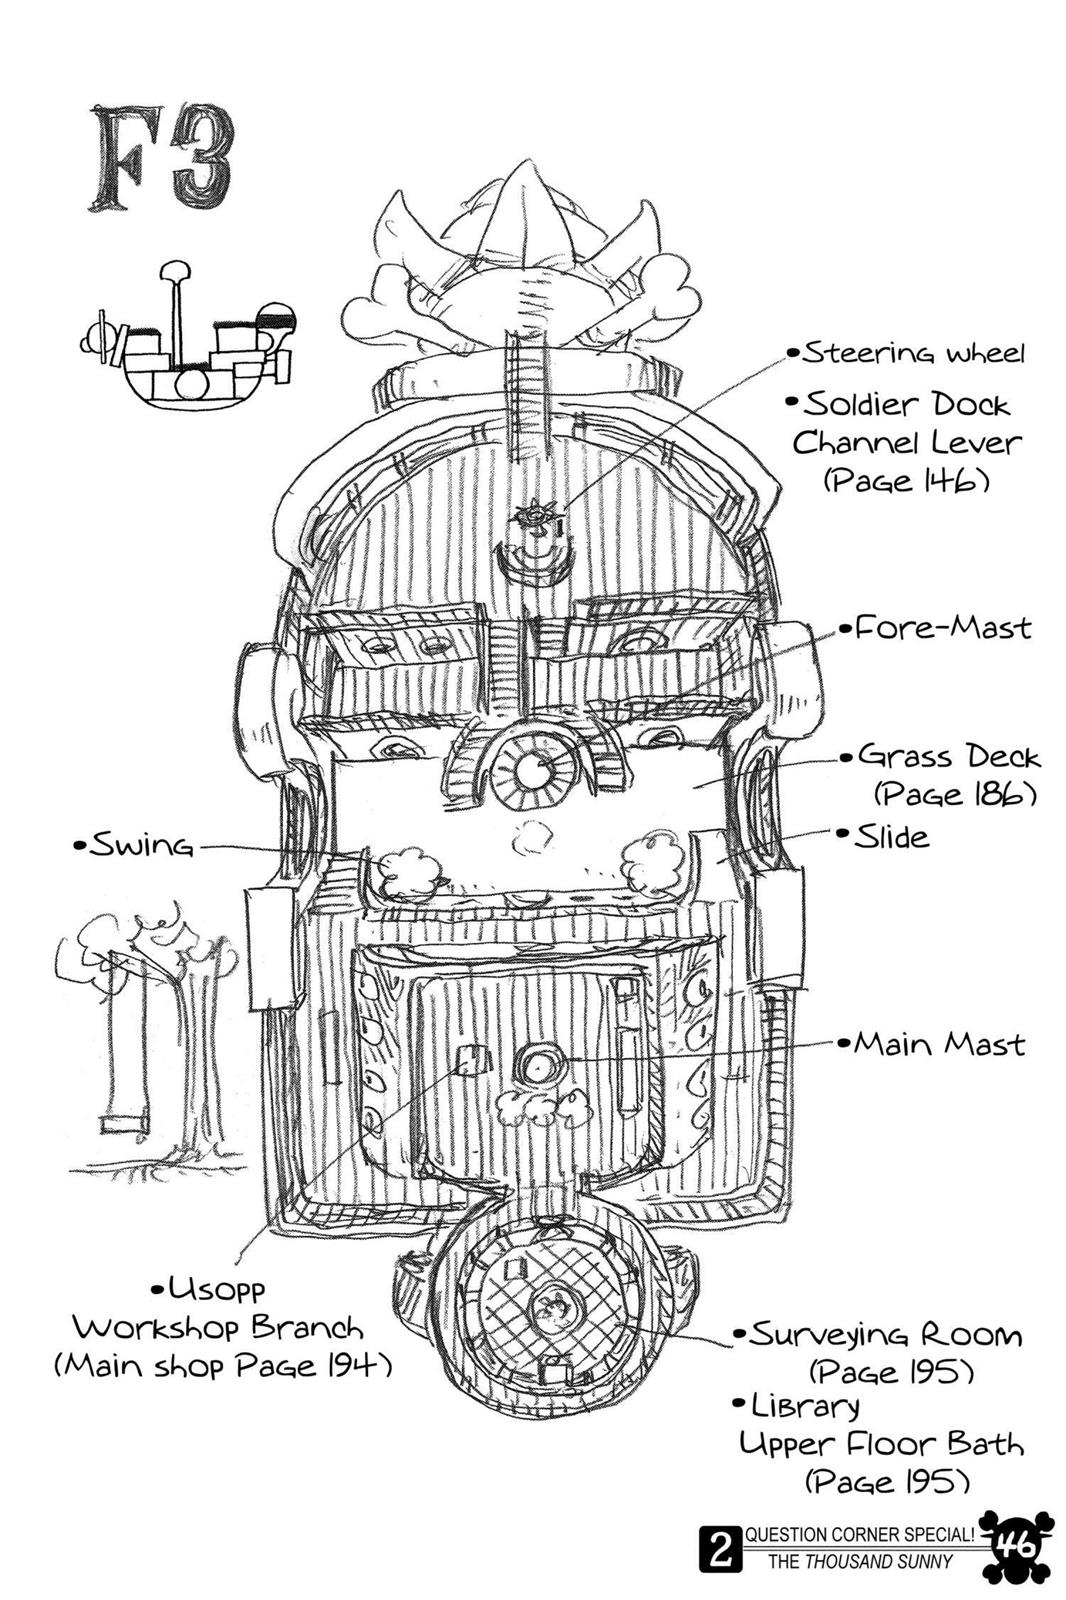 F3
•Steering wheel
•Soldier Dock
Channel Lever
(Page 146)
•Fore-Mast
•Grass Deck
(Page 186)
•Slide
•Swing
•Main Mast
•Usopp
Workshop Branch
(Main shop Page 194)
•Surveying Room
(Page 195)
•Library
Upper Floor Bath
(Page 195)
2
QUESTION CORNER SPECIAL!
THE THOUSAND SUNNY
46